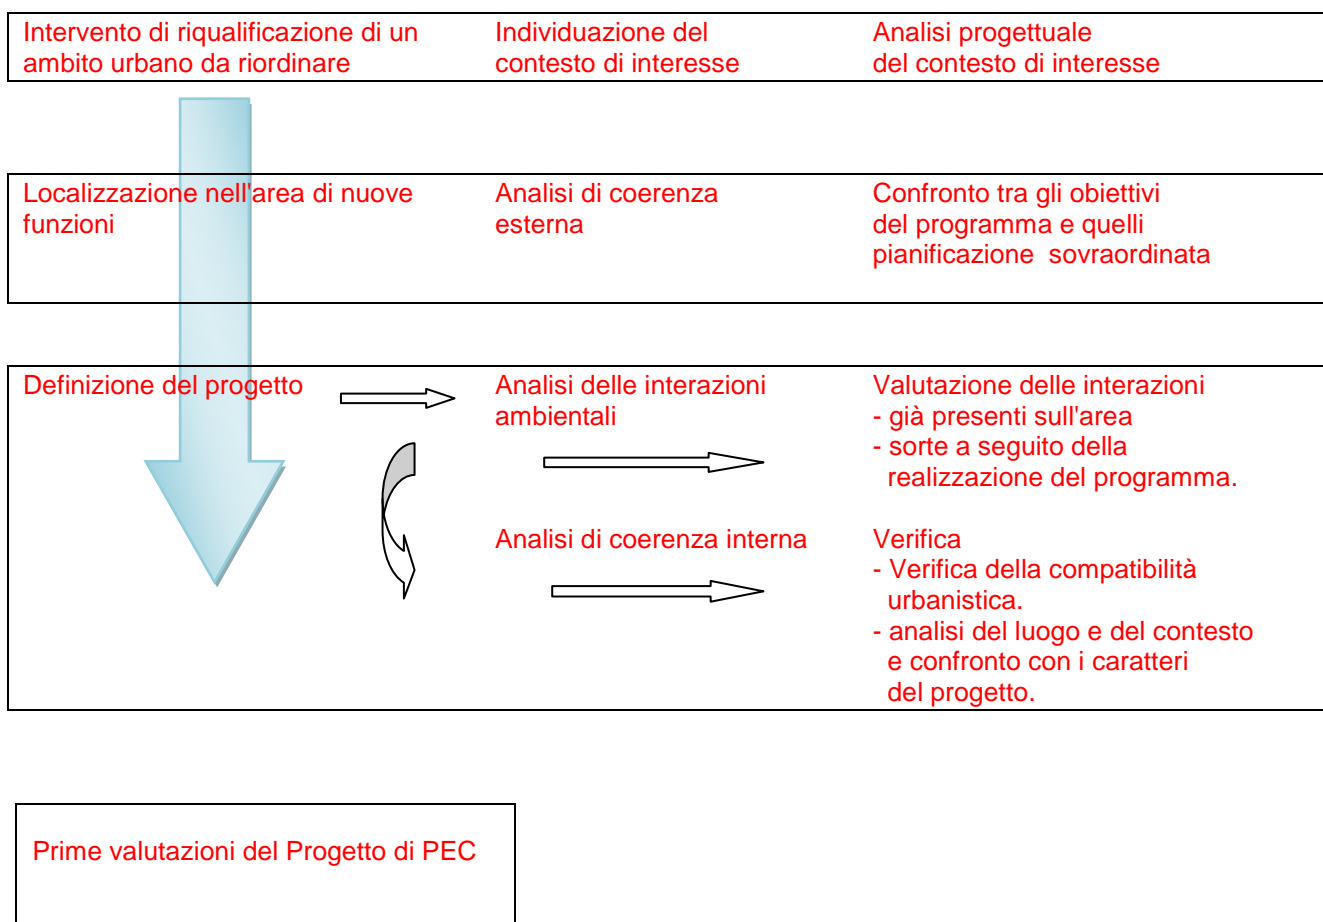 Intervento di riqualificazione di un
ambito urbano da riordinare
Individuazione del
contesto di interesse
Analisi progettuale
del contesto di interesse
Localizzazione nell'area di nuove
funzioni
Analisi di coerenza
esterna
Confronto tra gli obiettivi
del programma e quelli
pianificazione sovraordinata
Definizione del progetto
Analisi delle interazioni
ambientali
Valutazione delle interazioni
- già presenti sull'area
- sorte a seguito della
realizzazione del programma.
Analisi di coerenza interna
Verifica
- Verifica della compatibilità
urbanistica.
- analisi del luogo e del contesto
e confronto con i caratteri
del progetto.
Prime valutazioni del Progetto di PEC